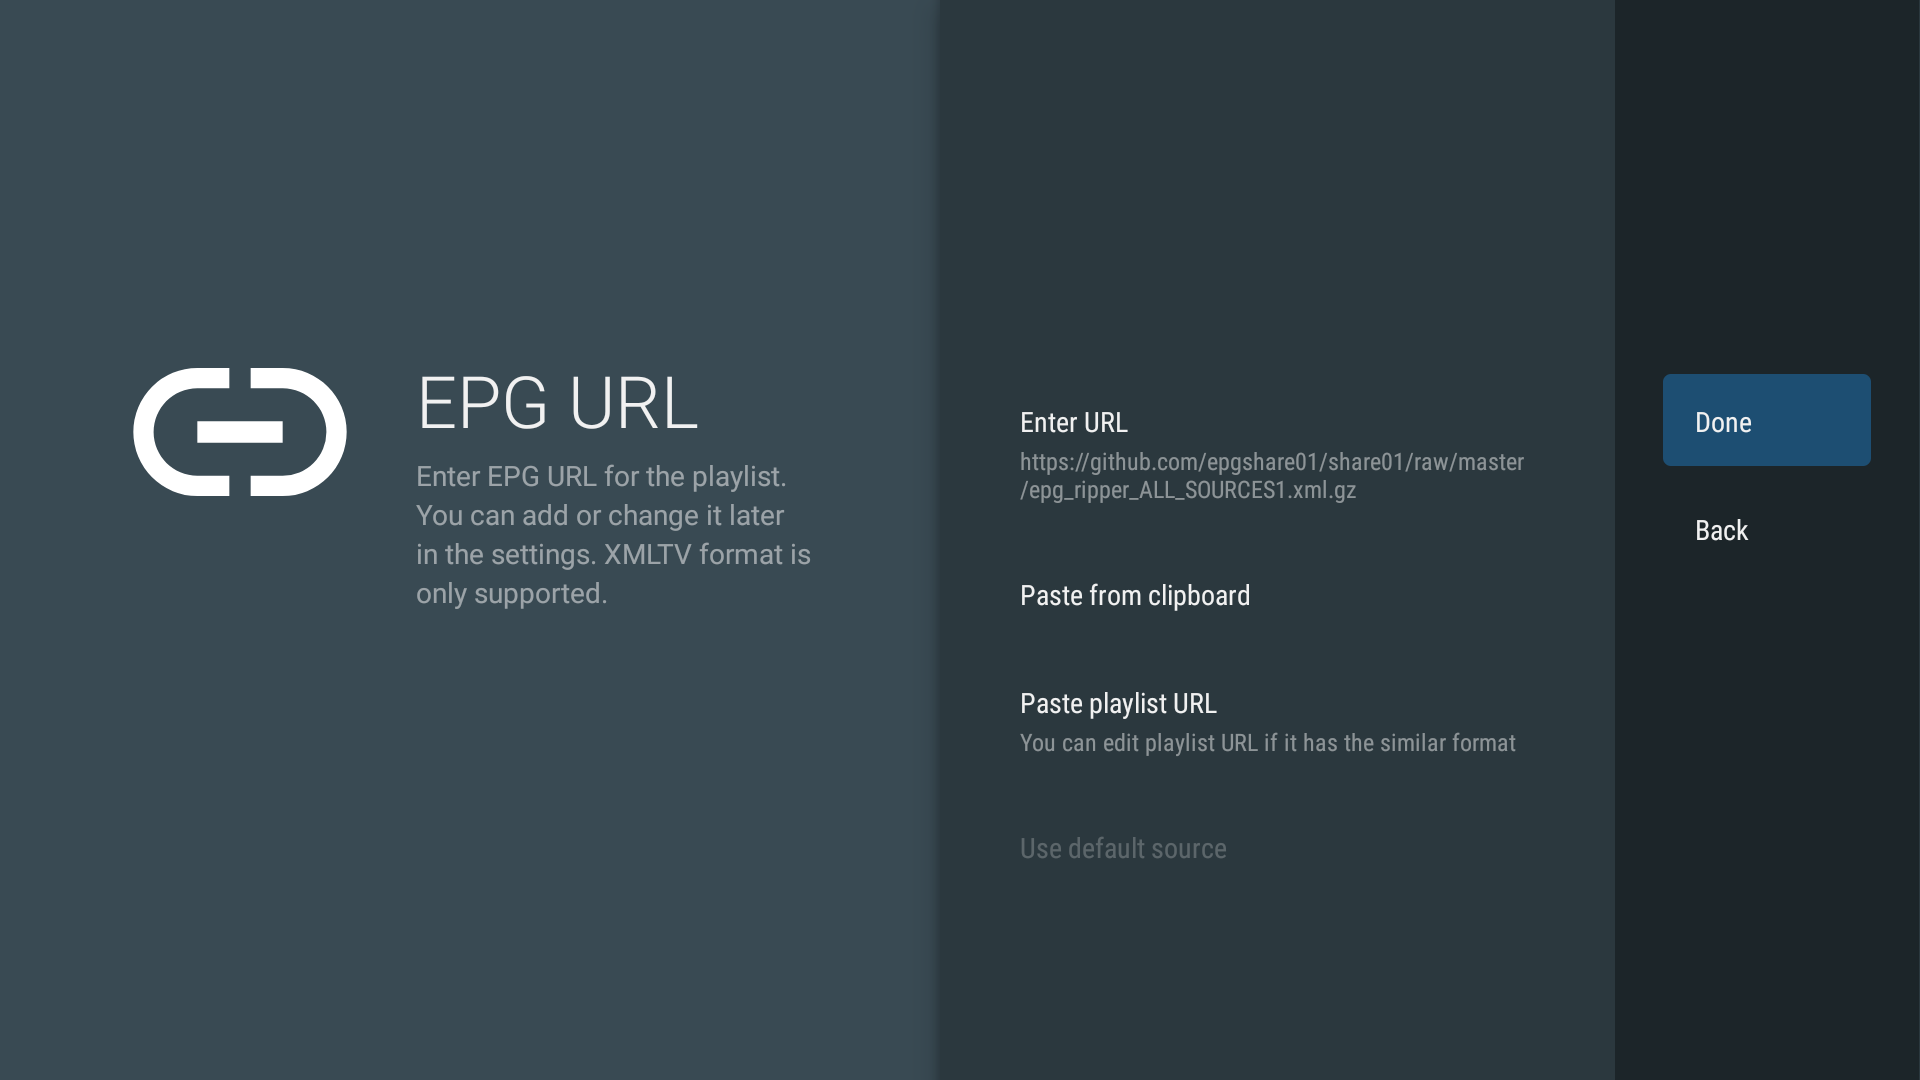 EPG URL
Enter EPG URL for the playlist.
You can add or change it later
in the settings. XMLTV format is
only supported.
Enter URL
https://github.com/epgshare01/share01/raw/master
/epg_ripper_ALL_SOURCES1.xml.gz
Paste from clipboard
Paste playlist URL
You can edit playlist URL if it has the similar format
Use default source
Done
Back